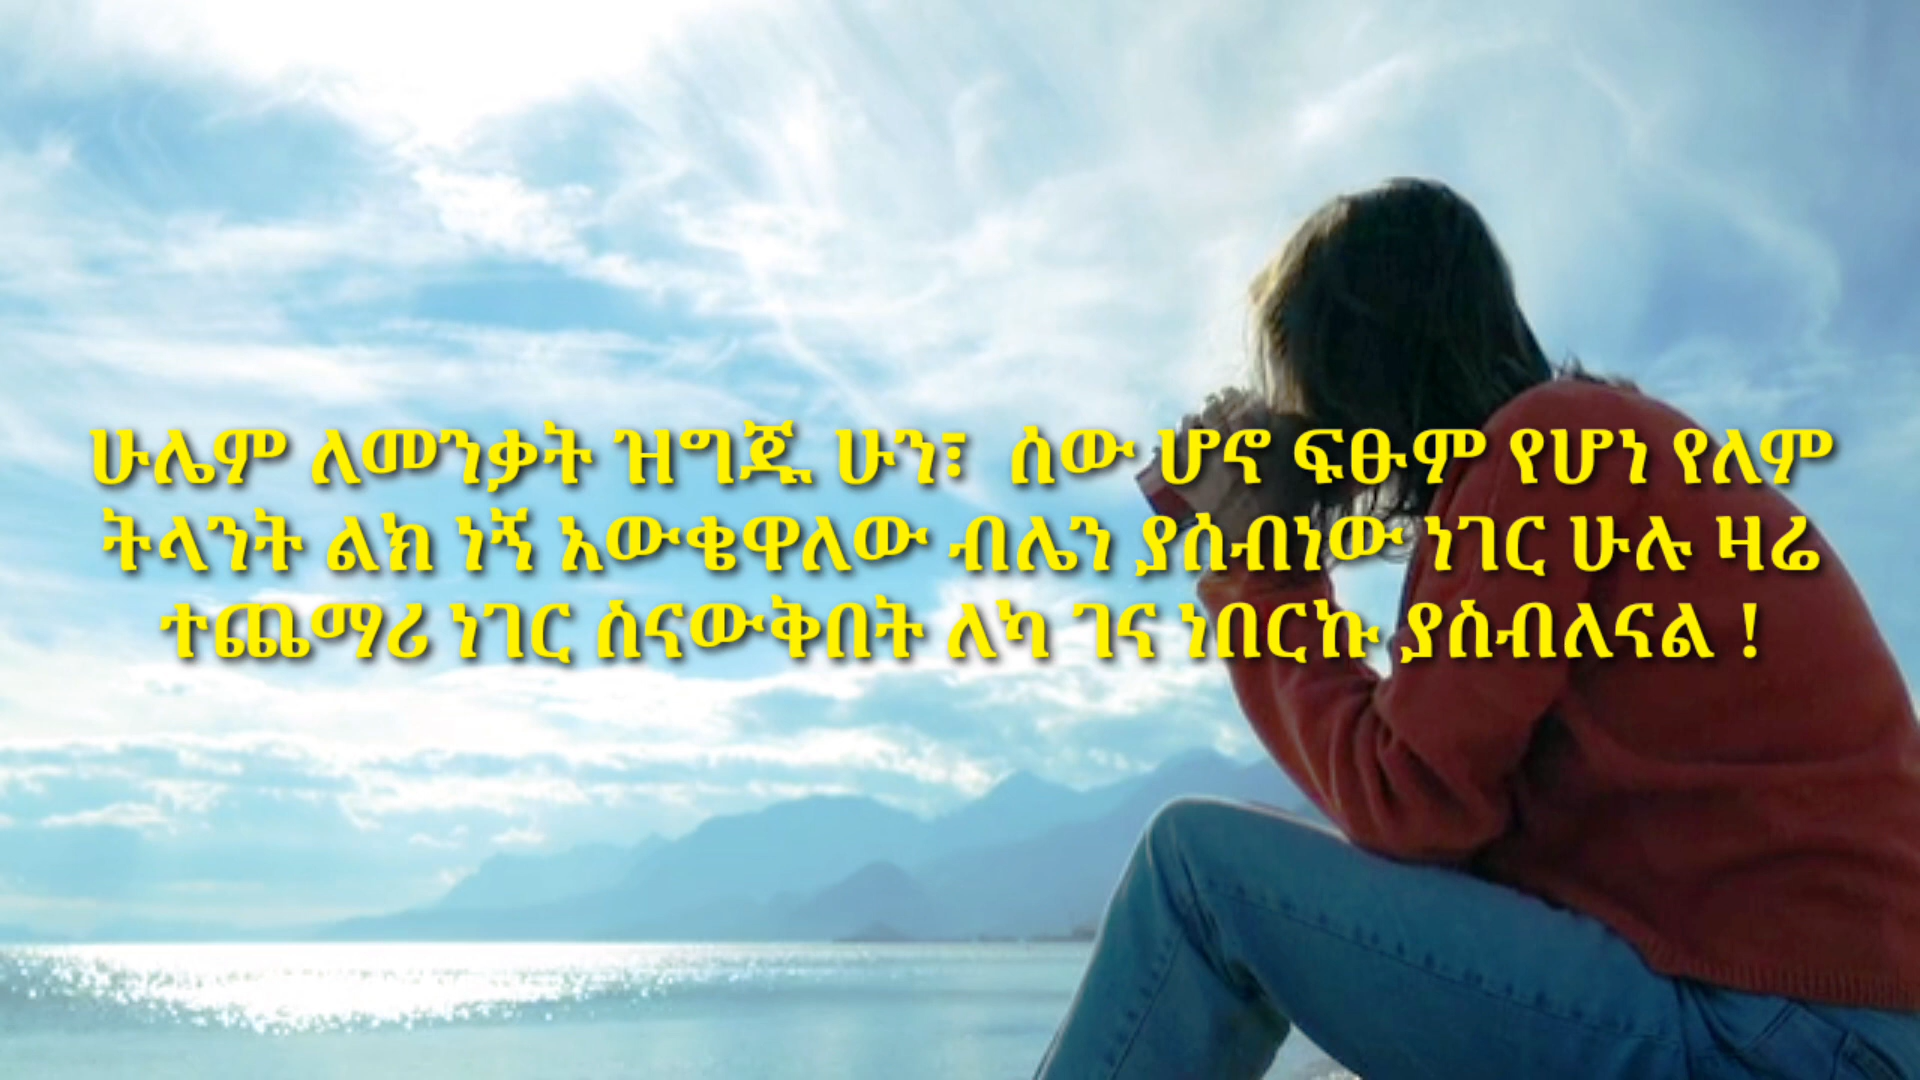 ሁሌም ለመንቃት ዝግጁ ሁን፣ ሰው ሆኖ ፍፁም የሆነ የለም
ትላንት ልክ ነኝ አውቄዋለው ብሌን ያሰብነው ነገር ሁሉ ዛሬ
ተጨማሪ ነገር ስናውቅበት ለካ ገና ነበርኩ ያስብለናል !